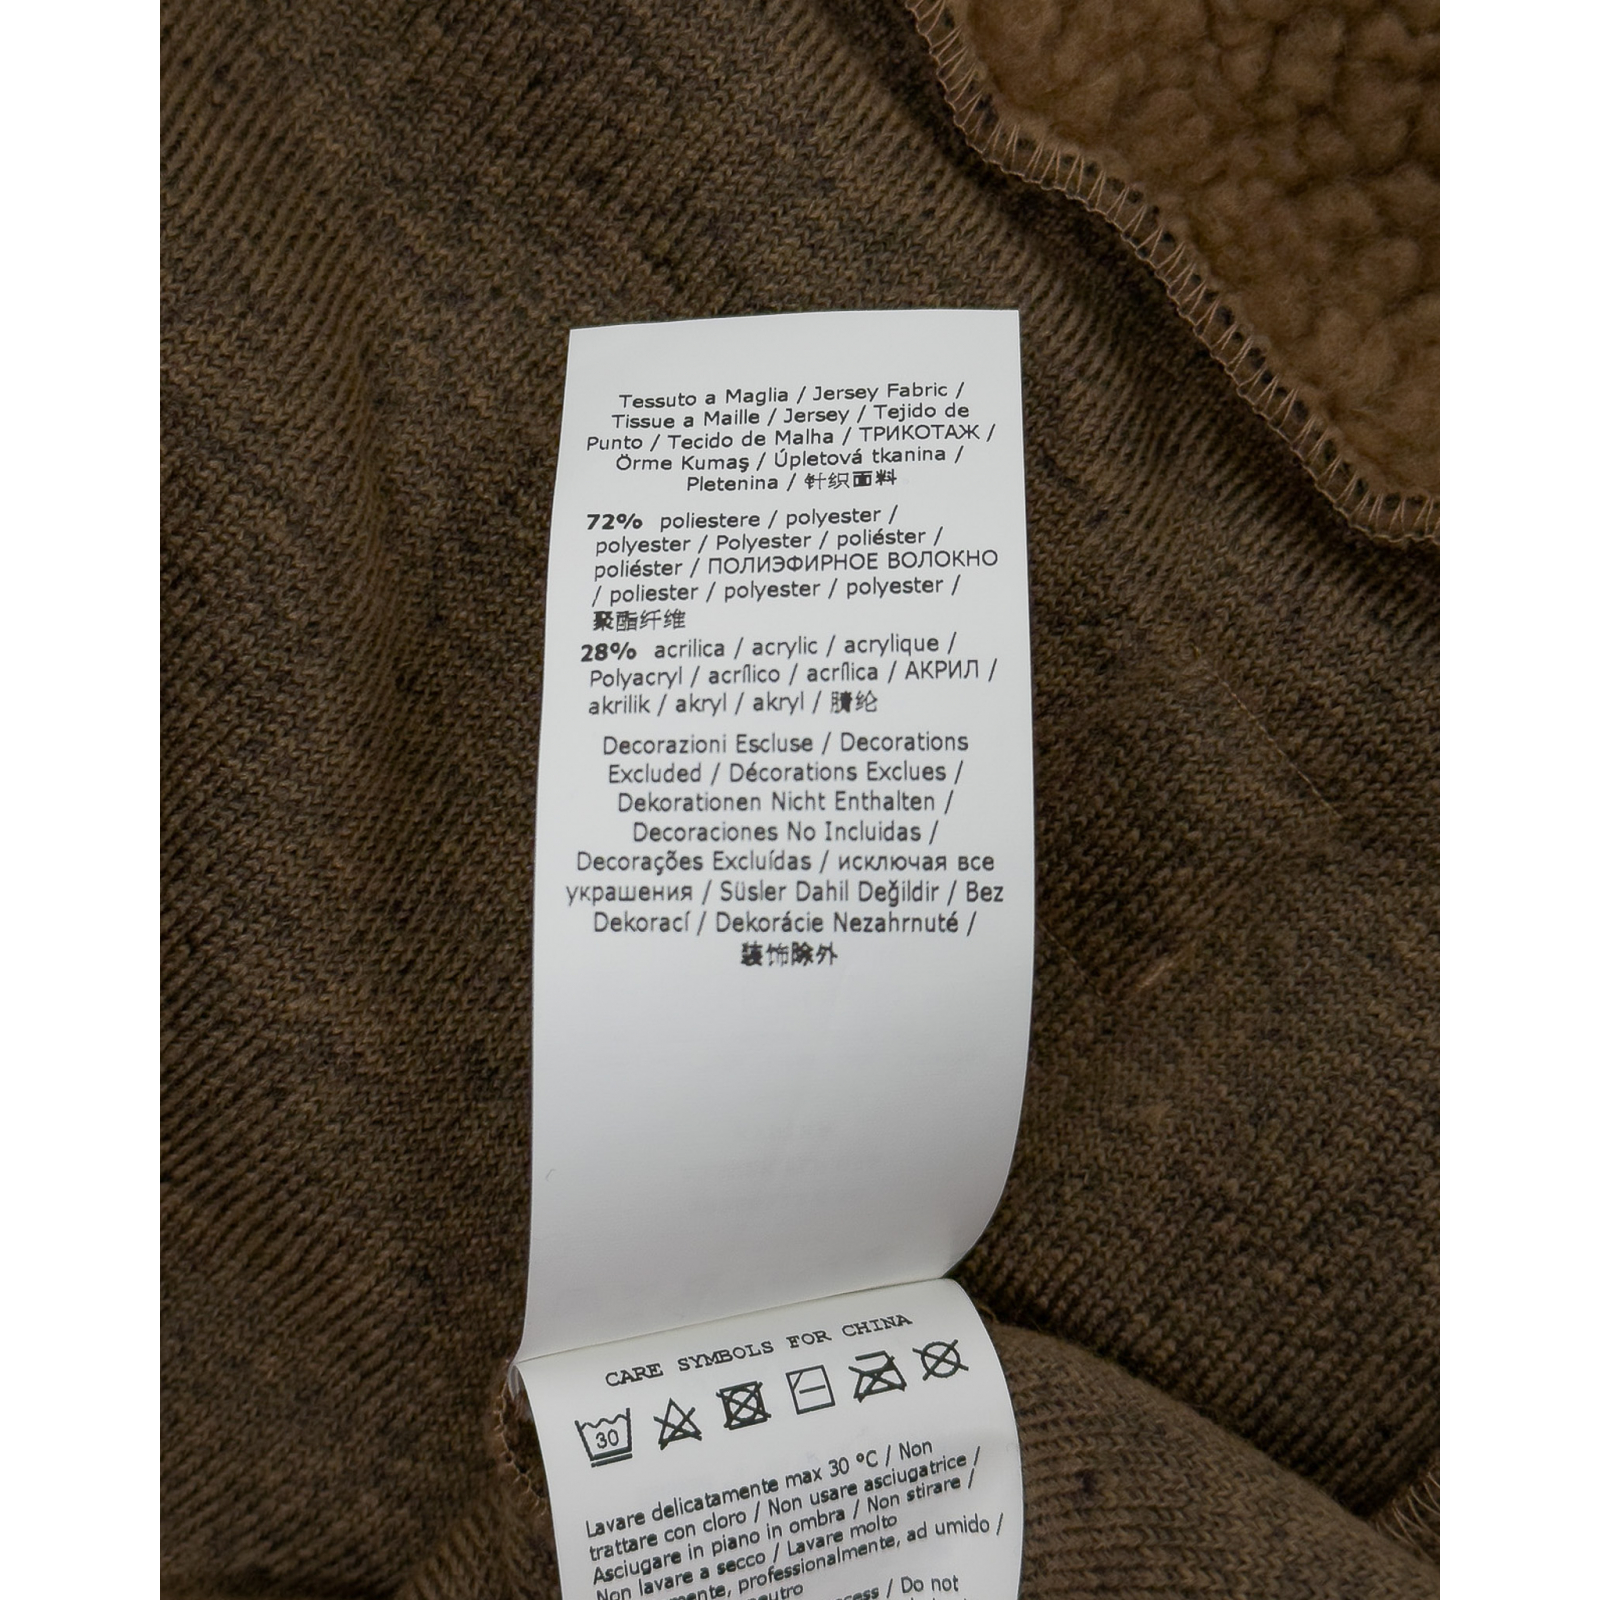 Tessuto a Maglia / Jersey Fabric /
Tissue a Maille / Jersey / Tejido de
Punto / Tecido de Malha / ТРИКОТАЖ /
Örme Kumaş / Úpletová tkanina /
Pletenina / 针织面料
72% poliestere / polyester /
polyester / Polyester / poliéster /
poliéster / ПОЛИЭФИРНОЕ ВОЛОКНО
/ poliester / polyester / polyester /
聚酯纤维
28% acrilica / acrylic / acrylique /
Polyacryl / acrílico / acrílica / АКРИЛ /
akrilik / akryl / akryl / 腈纶
Decorazioni Escluse / Decorations
Excluded / Décorations Exclues /
Dekorationen Nicht Enthalten /
Decoraciones No Incluidas /
Decorações Excluídas / исключая все
украшения / Süsler Dahil Değildir / Bez
Dekorací / Dekorácie Nezahrnuté /
装饰除外
CARE SYMBOLS FOR CHINA
30
Lavare delicatamente max 30 °C / Non
trattare con cloro / Non usare asciugatrice /
Asciugare in piano in ombra / Non stirare /
Non lavare a secco / Lavare molto
professionalmente, ad umido /
/ Do not